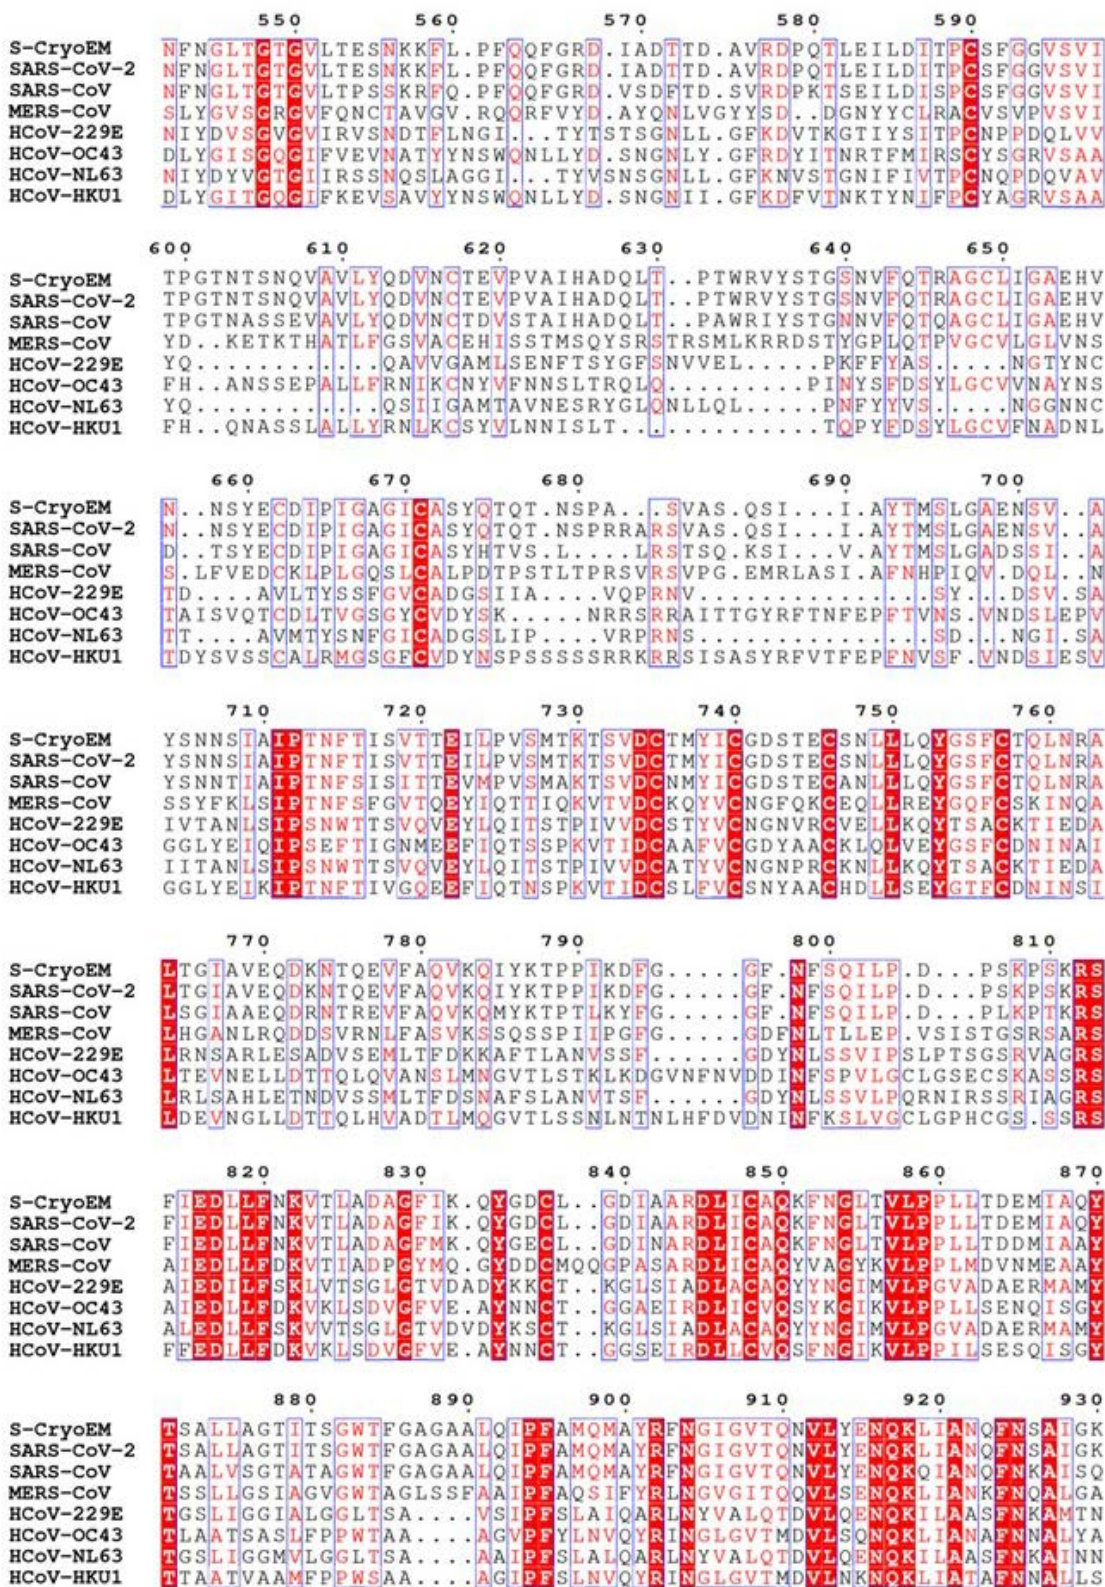 550 560 570 580 590
S-CryoEM NFNGLTGTGVLTESNKKFL.PFQQFGRD.IADTTD.AVRDPQTLEILDITPCSFGGVSVI
SARS-CoV-2 NFNGLTGTGVLTESNKKFL.PFQQFGRD.IADTTD.AVRDPQTLEILDITPCSFGGVSVI
SARS-CoV NFNGLTGTGVLTPSSKRFQ.PFQQFGRD.VSDFTD.SVRDPKTSEILDISPCSFGGVSVI
MERS-CoV SLYGVSGRGVFQNCTAVGV.RQQRFVYD.AYQNLVGYYSD.DGNYYCLRACVSVPVSVI
HCoV-229E NIYDVSGVGVIRVSNDTFLNGI...TYTSTSGNLL.GFKDVTKGTIYSITPCNPPDQLVV
HCoV-OC43 DLYGISGQGIFVEVNATYYNSWQNLLYD.SNGNLY.GFRDYITNRTFMIRSCYSGRVSAA
HCoV-NL63 NIYDYVGTGIIRSSNQSLAGGI...TYVSNSGNLL.GFKNVSTGNIFIVTPCNQPDQVAV
HCoV-HKU1 DLYGITGQGIFKEVSAVYYNSWQNLLYD.SNGNII.GFKDFVTNKTYNIFPCYAGRVSAA
600 610 620 630 640 650
S-CryoEM TPGTNTSNQVAVLYQDVNCTEVPVAIHADQLT..PTWRVYSTGSNVFQTRAGCLIGAEHV
SARS-CoV-2 TPGTNTSNQVAVLYQDVNCTEVPVAIHADQLT..PTWRVYSTGSNVFQTRAGCLIGAEHV
SARS-CoV TPGTNASSEVAVLYQDVNCTDVSTAIHADQLT..PAWRIYSTGNNVFQTQAGCLIGAEHV
MERS-CoV YD..KETKTHATLFGSVACEHISSTMSQYSRSTRSMLKRRDSTYGPLQTPVGCVLGLVNS
HCoV-229E YQ...........QAVVGAMLSENFTSYGFSNVVEL....PKFFYAS.....NGTYNC
HCoV-OC43 FH..ANSSEPALLFRNIKCNYVFNNSLTRQLQ.........PINYSFDSYLGCVVNAYNS
HCoV-NL63 YQ...........QSIIGAMTAVNESRYGLQNLLQL....PNFYYVS.....NGGNNC
HCoV-HKU1 FH..QNASSLALLYRNLKCSYVLNNISLT............TQPYFDSYLGCVFNADNL
660 670 680 690 700
S-CryoEM N..NSYECDIPIGAGICASYQTQT.NSPA...SVAS.QSI...I.AYTMSLGAENSV..A
SARS-CoV-2 N..NSYECDIPIGAGICASYQTQT.NSPRRARSVAS.QSI...I.AYTMSLGAENSV..A
SARS-CoV D..TSYECDIPIGAGICASYHTVS.L....LRSTSQ.KSI...V.AYTMSLGADSSI..A
MERS-CoV S.LFVEDCKLPLGQSLCALPDTPSTLTPRSVRSVPG.EMRLASI.AFNHPIQV.DQL..N
HCoV-229E TD....AVLTYSSFGVCADGSIIA....VQPRNV..............SY...DSV.SA
HCoV-OC43 TAISVQTCDLTVGSGYCVDYSK....NRRSRRAITTGYRFTNFEPFTVNS.VNDSLEPV
HCoV-NL63 TT....AVMTYSNFGICADGSLIP....VRPRNS..............SD...NGI.SA
HCoV-HKU1 TDYSVSSCALRMGSGFCVDYNSPSSSSSRRKRRSISASYRFVTFEPFNVSF.VNDSIESV
710 720 730 740 750 760
S-CryoEM YSNNSIAIPTNFTISVTTEILPVSMTKTSVDCTMYICGDSTECSNLLLQYGSFCTQLNRA
SARS-CoV-2 YSNNSIAIPTNFTISVTTEILPVSMTKTSVDCTMYICGDSTECSNLLLQYGSFCTQLNRA
SARS-CoV YSNNTIAIPTNFSISITTEVMPVSMAKTSVDCNMYICGDSTECANLLLQYGSFCTQLNRA
MERS-CoV SSYFKLSIPTNFSFGVTQEYIQTTIQKVTVDCKQYVCNGFQKCEQLLREYGQFCSKINQA
HCoV-229E IVTANLSIPSNWTTSVQVEYLQITSTPIVVDCSTYVCNGNVRCVELLKQYTSACKTIEDA
HCoV-OC43 GGLYEIQIPSEFTIGNMEEFIQTSSPKVTIDCAAFVCGDYAACKLQLVEYGSFCDNINAI
HCoV-NL63 IITANLSIPSNWTTSVQVEYLQITSTPIVVDCATYVCNGNPRCKNLLKQYTSACKTIEDA
HCoV-HKU1 GGLYEIKIPTNFTIVGQEEFIQTNSPKVTIDCSLFVCSNYAACHDLLSEYGTFCDNINSI
770 780 790 800 810
S-CryoEM LTGIAVEQDKNTQEVFAQVKQIYKTPPIKDFG.....GF.NFSQILP.D...PSKPSKRS
SARS-CoV-2 LTGIAVEQDKNTQEVFAQVKQIYKTPPIKDFG.....GF.NFSQILP.D...PSKPSKRS
SARS-CoV LSGIAAEQDRNTREVFAQVKQMYKTPTLKYFG.....GF.NFSQILP.D...PLKPTKRS
MERS-CoV LHGANLRQDDSVRNLFASVKSSQSSPIIPGFG.....GDFNLTLLEP.VSISTGSRSARS
HCoV-229E LRNSARLESADVSEMLTFDKKAFTLANVSSF......GDYNLSSVIPSLPTSGSRVAGRS
HCoV-OC43 LTEVNELLDTTQLQVANSLMNGVTLSTKLKDGVNFNVDDINFSPVLGCLGSECSKASSRS
HCoV-NL63 LRLSAHLETNDVSSMLTFDSNAFSLANVTSF......GDYNLSSVLPQRNIRSSRIAGRS
HCoV-HKU1 LDEVNGLLDTTQLHVADTLMQGVTLSSNLNTNLHFDVDNINFKSLVGCLGPHCGS.SSRS
820 830 840 850 860 870
S-CryoEM FIEDLLFNKVTLADAGFIK.QYGDCL..GDIAARDLICAQKFNGLTVLPPLLTDEMIAQY
SARS-CoV-2 FIEDLLFNKVTLADAGFIK.QYGDCL..GDIAARDLICAQKFNGLTVLPPLLTDEMIAQY
SARS-CoV FIEDLLFNKVTLADAGFMK.QYGECL..GDINARDLICAQKFNGLTVLPPLLTDDMIAAY
MERS-CoV AIEDLLFDKVTIADPGYMQ.GYDDCMQQGPASARDLICAQYVAGYKVLPPLMDVNMEAAY
HCoV-229E AIEDILFSKLVTSGLGTVDADYKKCT..KGLSIADLACAQYYNGIMVLPGVADAERMAMY
HCoV-OC43 AIEDLLFDKVKLSDVGFVE.AYNNCT..GGAEIRDLICVQSYKGIKVLPPLLSENQISGY
HCoV-NL63 ALEDLLFSKVVTSGLGTVDVDYKSCT..KGLSIADLACAQYYNGIMVLPGVADAERMAMY
HCoV-HKU1 FFEDLLFDKVKLSDVGFVE.AYNNCT..GGSEIRDLLCVQSFNGIKVLPPILSESQISGY
880 890 900 910 920 930
S-CryoEM TSALLAGTITSGWTFGAGAALQIPFAMQMAYRFNGIGVTQNVLYENQKLIANQFNSAIGK
SARS-CoV-2 TSALLAGTITSGWTFGAGAALQIPFAMQMAYRFNGIGVTQNVLYENQKLIANQFNSAIGK
SARS-CoV TAALVSGTATAGWTFGAGAALQIPFAMQMAYRFNGIGVTQNVLYENQKQIANQFNKAISQ
MERS-CoV TSSLLGSIAGVGWTAGLSSFAAIPFAQSIFYRLNGVGITQQVLSENQKLIANKFNQALGA
HCoV-229E TGSLIGGIALGGLTSA....VSIPFSLAIQARLNYVALQTDVLQENQKILAASFNKAMTN
HCoV-OC43 TLAATSASLFPPWTAA....AGVPFYLNVQYRINGLGVTMDVLSQNQKLIANAFNNALYA
HCoV-NL63 TGSLIGGMVLGGLTSA....AAIPFSLALQARLNYVALQTDVLQENQKILAASFNKAINN
HCoV-HKU1 TTAATVAAMFPPWSAA....AGIPFSLNVQYRINGLGVTMDVLNKNQKLIANAFNNALLS